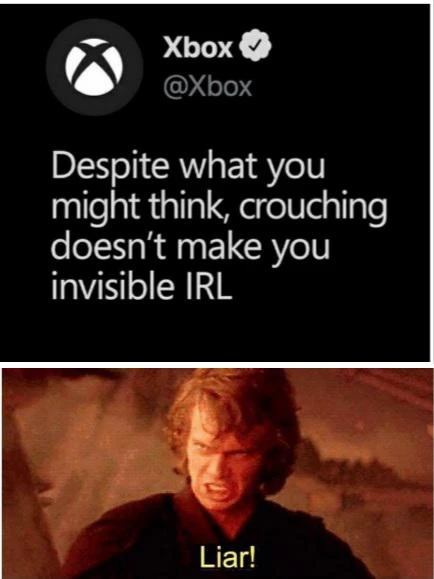 Xbox
@Xbox
Despite what you
might think, crouching
doesn't make you
invisible IRL
Liar!